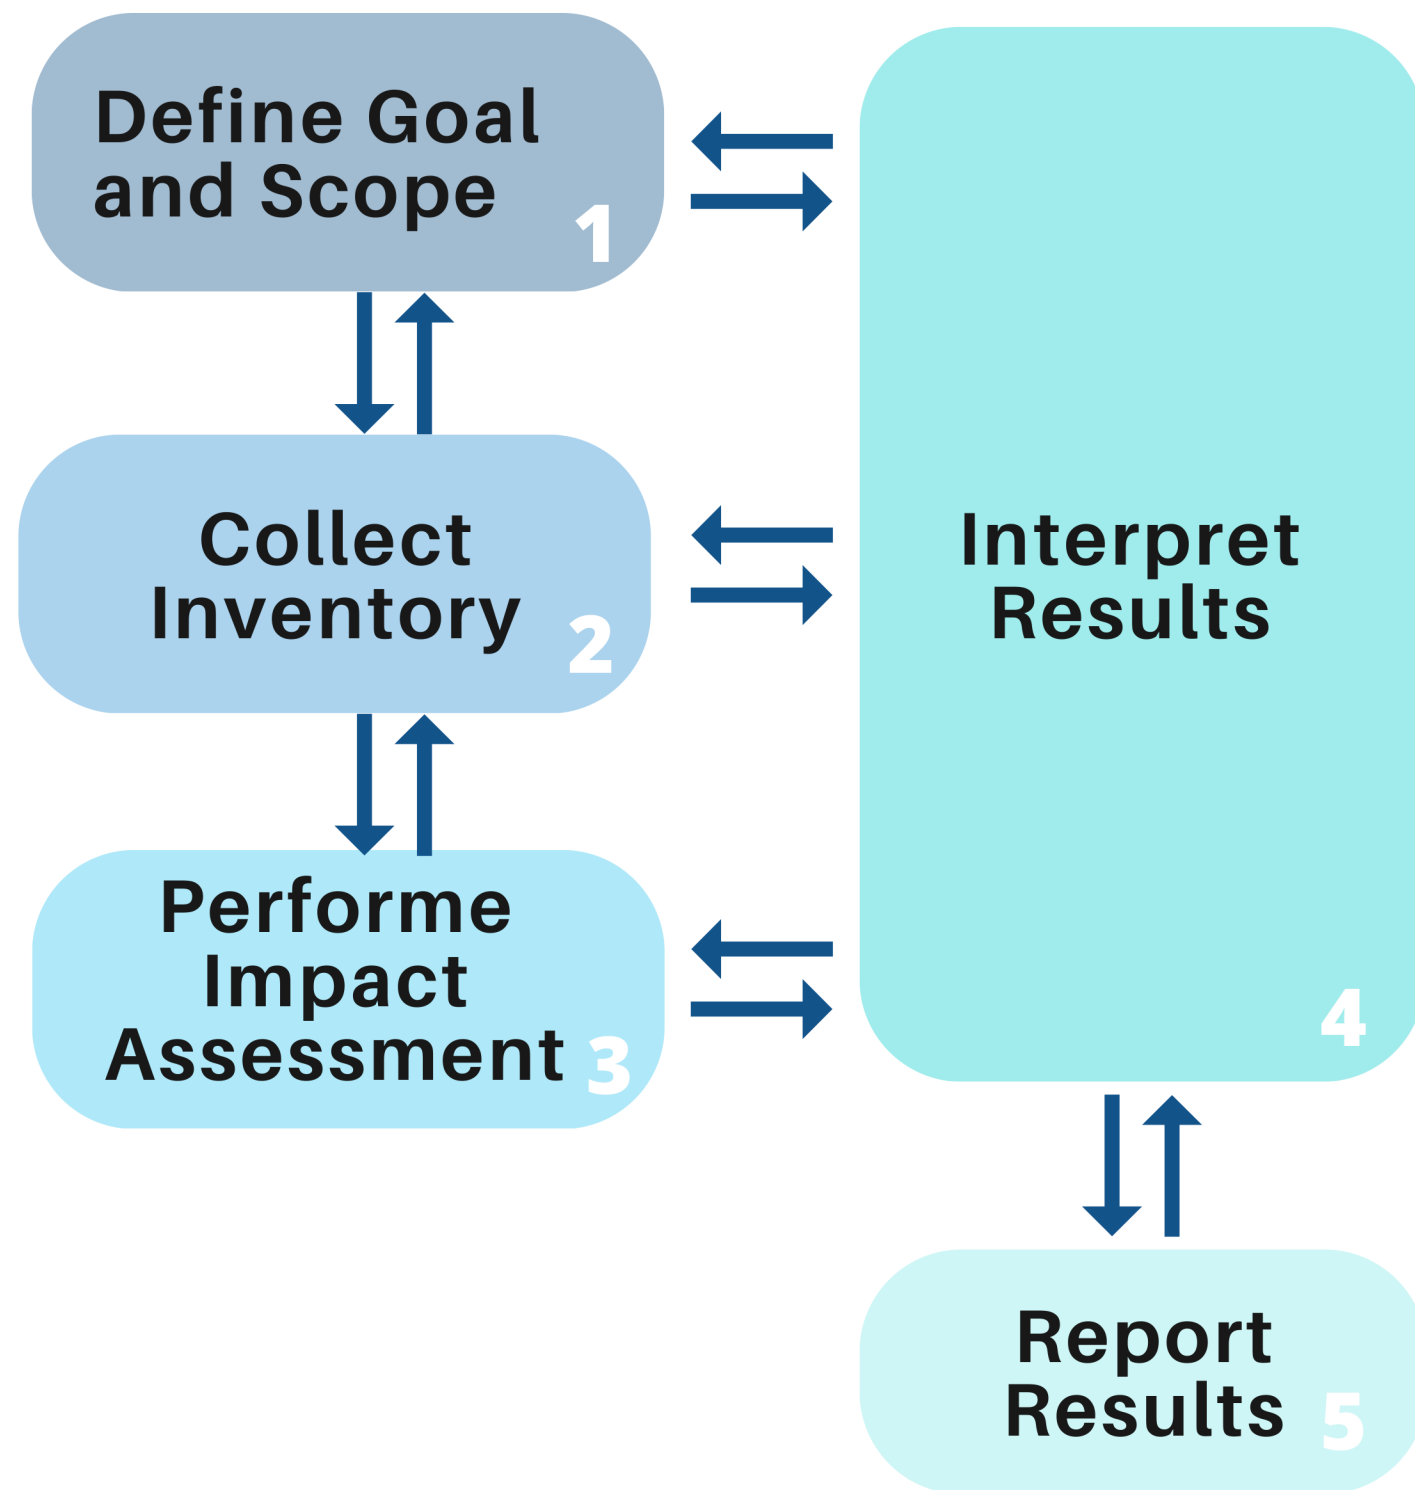 Define Goal
and Scope
1
Collect
Inventory
2
Performe
Impact
Assessment
3
Interpret
Results
4
Report
Results
5